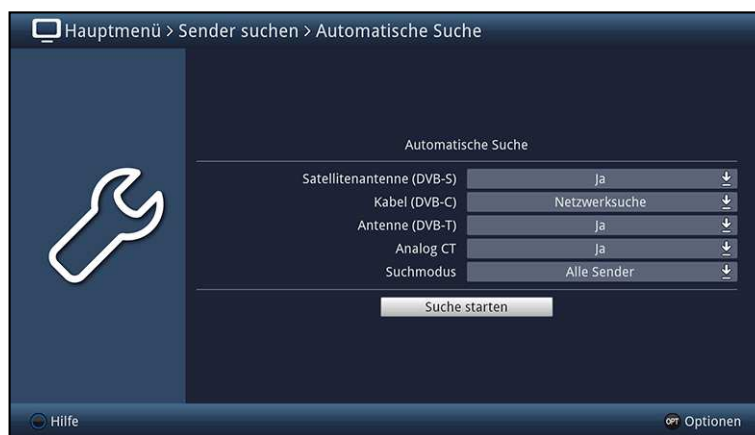 Hauptmenü > Sender suchen > Automatische Suche
Automatische Suche
Satellitenantenne (DVB-S) Ja
Kabel (DVB-C) Netzwerksuche
Antenne (DVB-T) Ja
Analog CT Ja
Suchmodus Alle Sender
Suche starten
Hilfe OPT Optionen